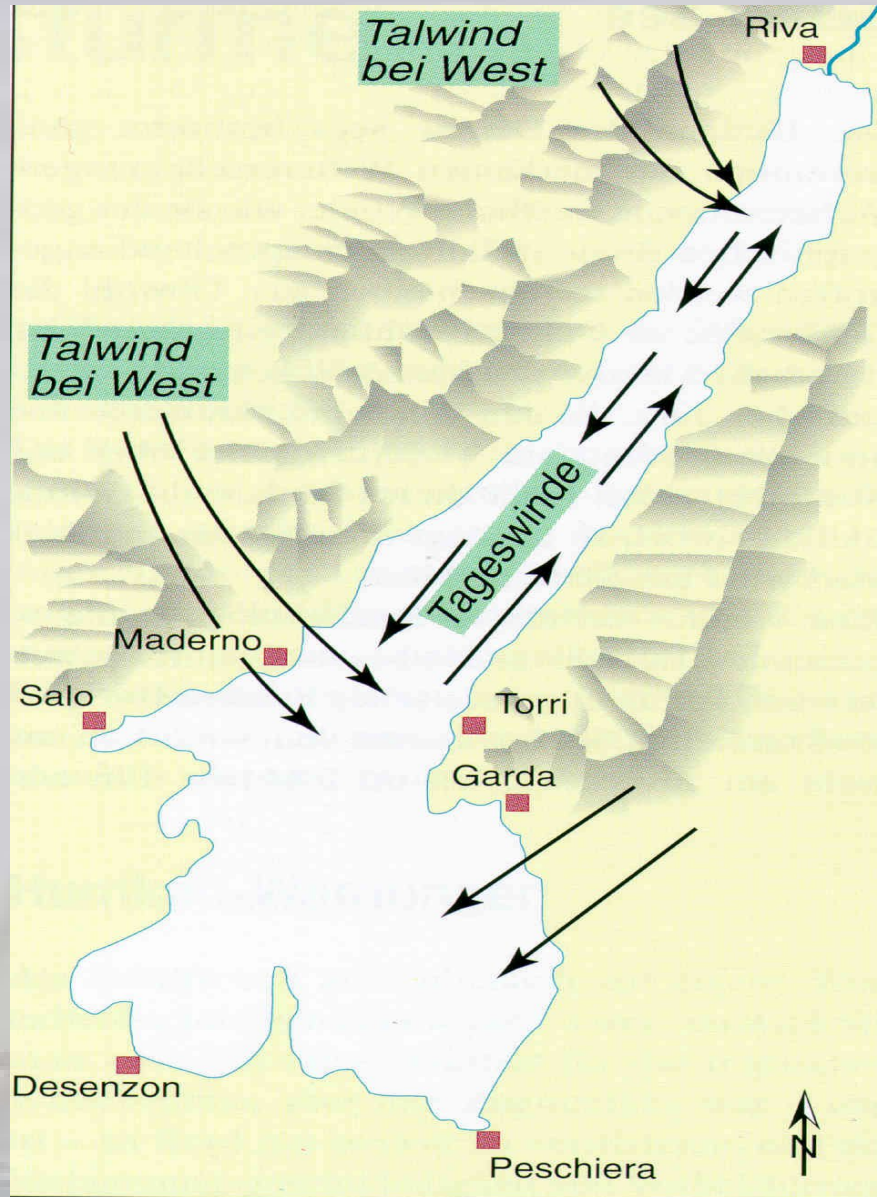 Talwind
bei West
Riva
Talwind
bei West
Tageswinde
Maderno
Salo
Torri
Garda
Desenzon
Peschiera
N